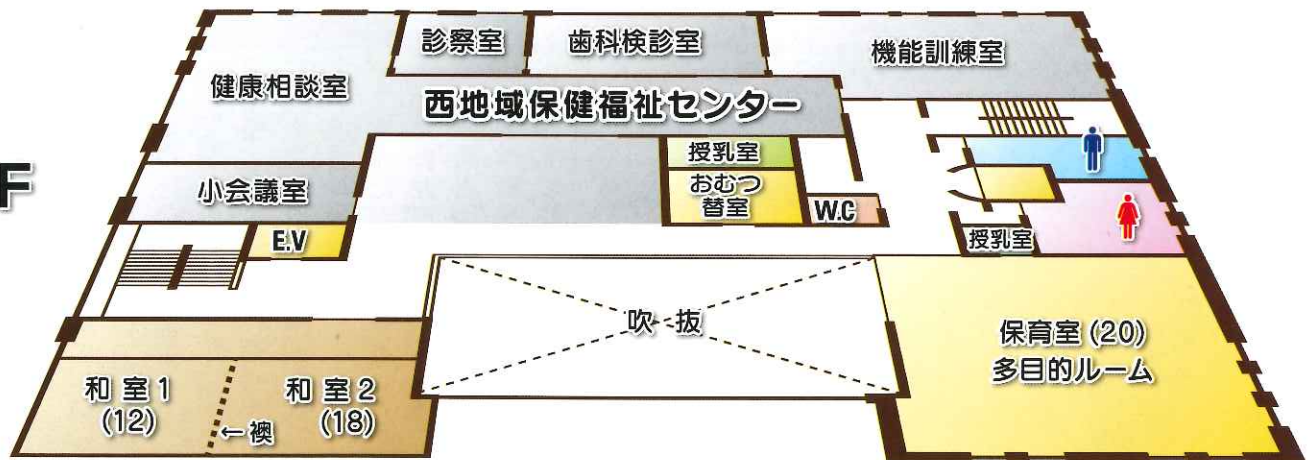 診察室
歯科検診室
機能訓練室
健康相談室
西地域保健福祉センター
F
授乳室
おむつ
替室
小会議室
W.C
E.V
授乳室
吹 抜
保育室 (20)
多目的ルーム
和 室 1
(12)
和 室 2
(18)
←襖